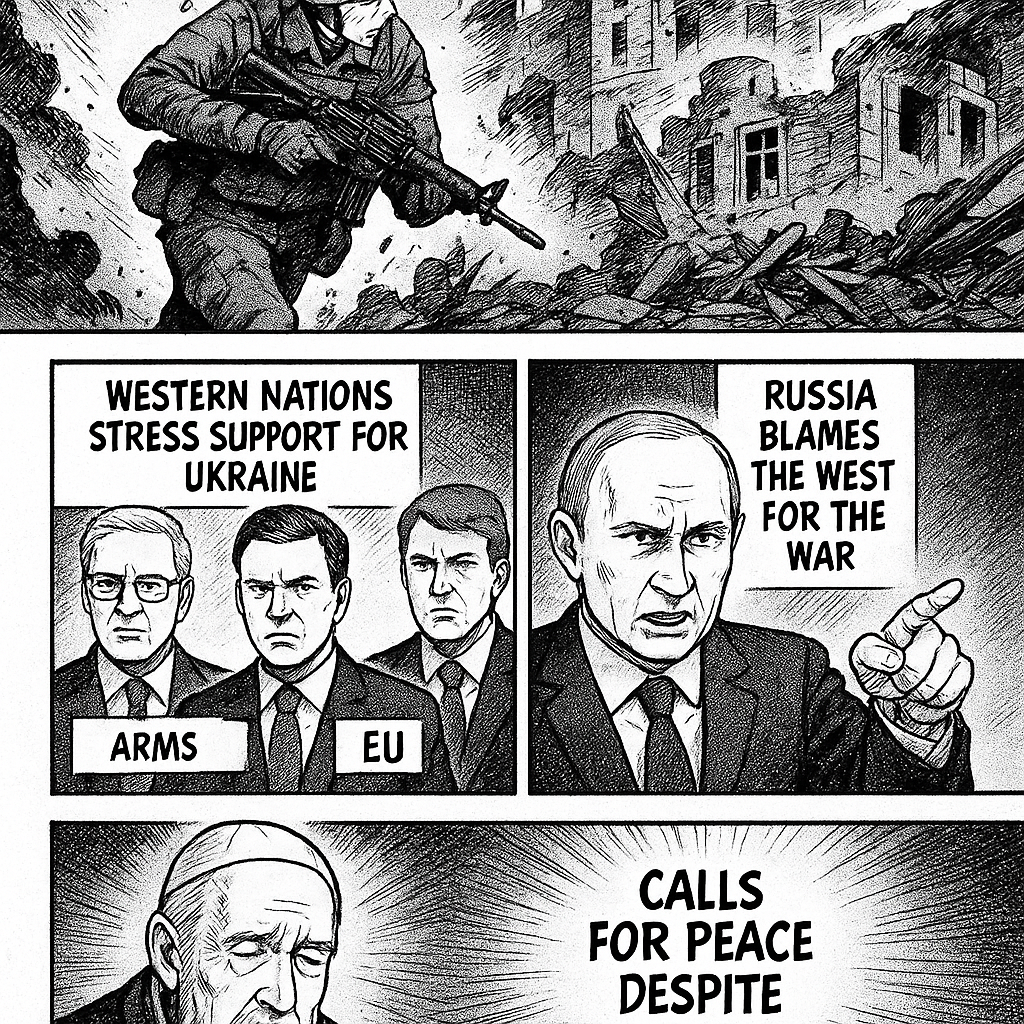 WESTERN NATIONS
STRESS SUPPORT FOR
UKRAINE
ARMS
EU
RUSSIA
BLAMES
THE WEST
FOR THE
WAR
CALLS
FOR PEACE
DESPITE